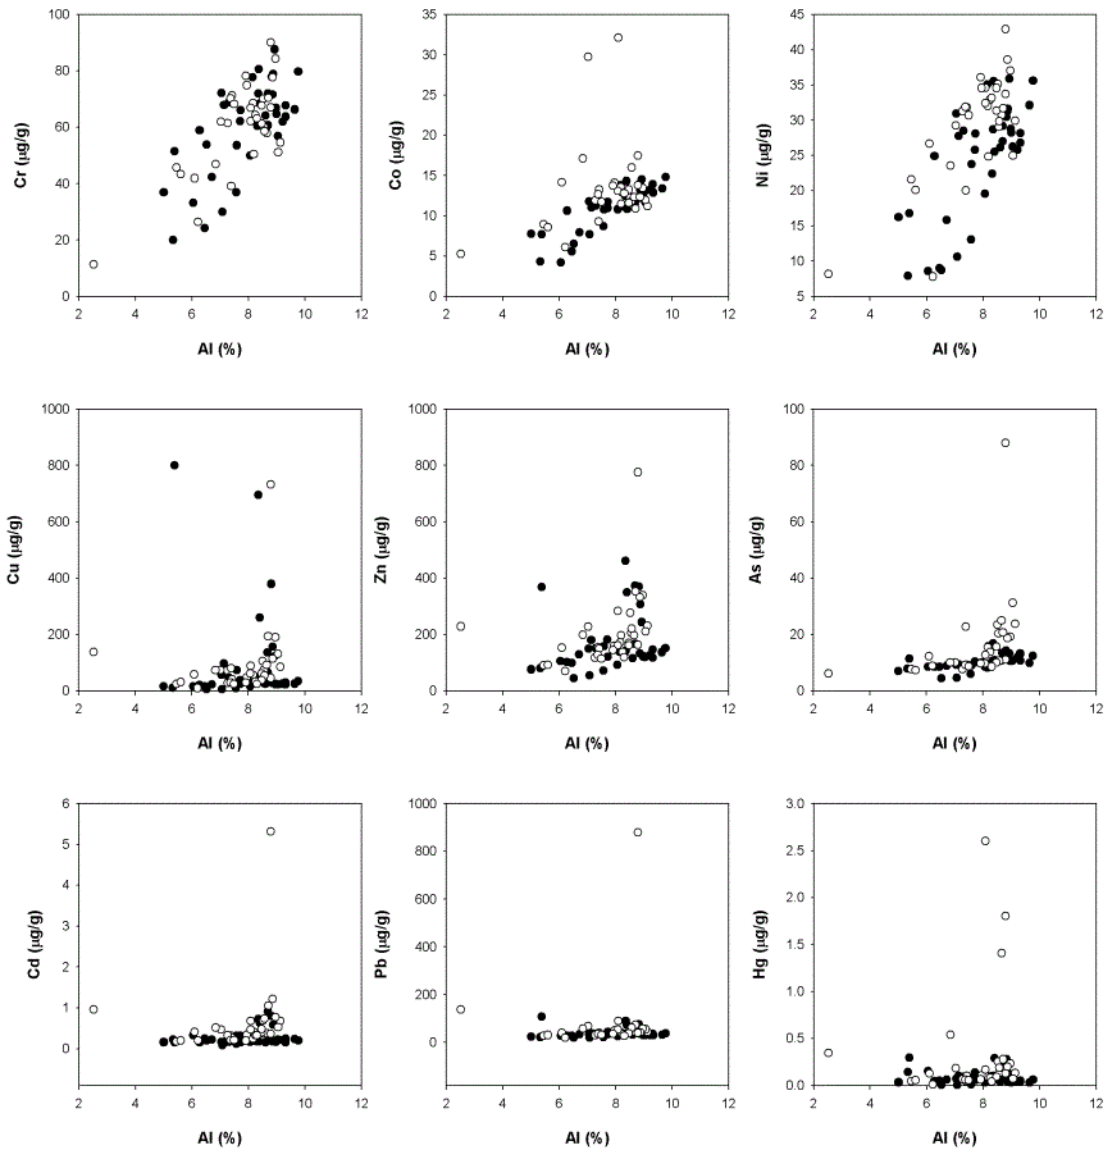 100
80
60
40
20
0
Cr (µg/g)
2 4 6 8 10 12
Al (%)
35
30
25
20
15
10
5
0
Co (µg/g)
2 4 6 8 10 12
Al (%)
45
40
35
30
25
20
15
10
5
Ni (µg/g)
2 4 6 8 10 12
Al (%)
1000
800
600
400
200
0
Cu (µg/g)
2 4 6 8 10 12
Al (%)
1000
800
600
400
200
0
Zn (µg/g)
2 4 6 8 10 12
Al (%)
100
80
60
40
20
0
As (µg/g)
2 4 6 8 10 12
Al (%)
6
5
4
3
2
1
0
Cd (µg/g)
2 4 6 8 10 12
Al (%)
1000
800
600
400
200
0
Pb (µg/g)
2 4 6 8 10 12
Al (%)
3.0
2.5
2.0
1.5
1.0
0.5
0.0
Hg (µg/g)
2 4 6 8 10 12
Al (%)